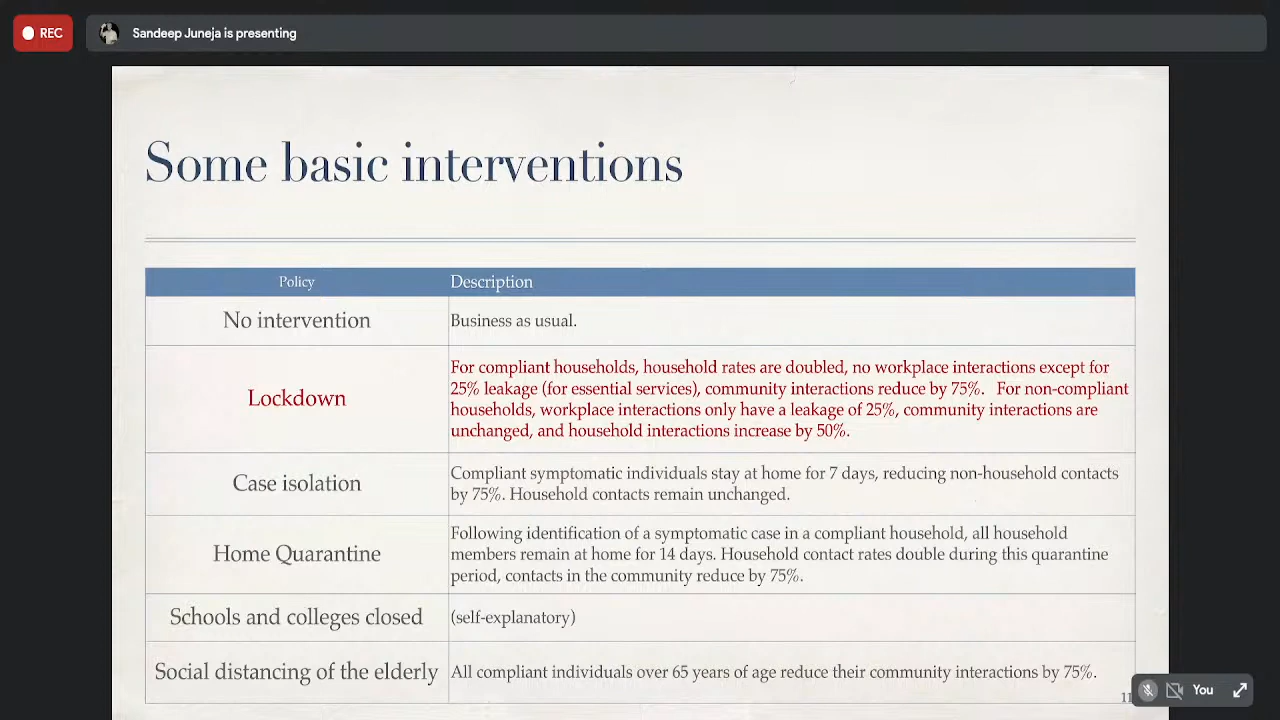 REC
Sandeep Juneja is presenting
Some basic interventions
Policy
Description
No intervention
Business as usual.
Lockdown
For compliant households, household rates are doubled, no workplace interactions except for
25% leakage (for essential services), community interactions reduce by 75%. For non-compliant
households, workplace interactions only have a leakage of 25%, community interactions are
unchanged, and household interactions increase by 50%.
Case isolation
Compliant symptomatic individuals stay at home for 7 days, reducing non-household contacts
by 75%. Household contacts remain unchanged.
Home Quarantine
Following identification of a symptomatic case in a compliant household, all household
members remain at home for 14 days. Household contact rates double during this quarantine
period, contacts in the community reduce by 75%.
Schools and colleges closed
(self-explanatory)
Social distancing of the elderly
All compliant individuals over 65 years of age reduce their community interactions by 75%.
You